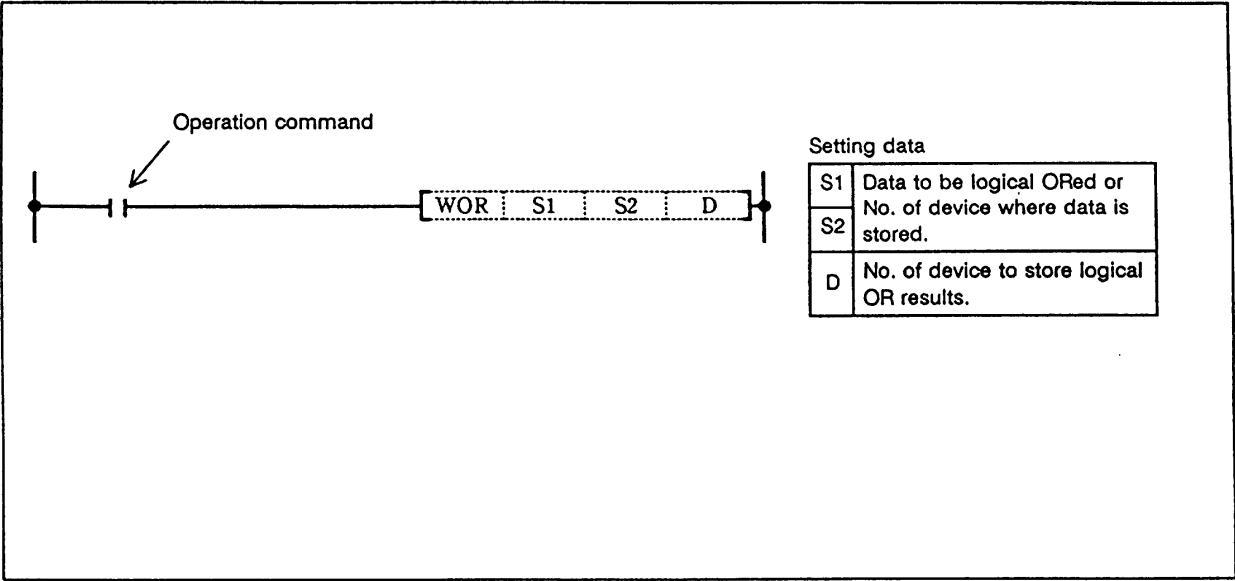 Operation command
WOR S1 S2 D
Setting data
S1 Data to be logical ORed or
No. of device where data is
S2 stored.
D No. of device to store logical
OR results.